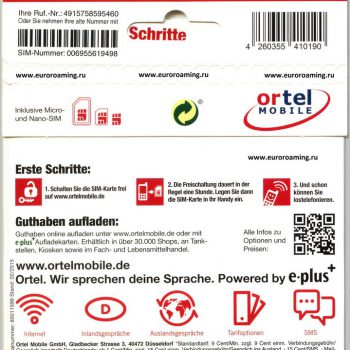 Ihre Ruf.-Nr.: 4915758595460
Oder Sie nehmen Ihre alte Nummer mit
SIM-Nummer: 006955619498
Schritte
4 260355 410190
www.euroroaming.ru
www.euroroaming.ru
www.euroroaming.ru
Inklusive Micro-
und Nano-SIM
ortel
MOBILE
www.euroroaming.ru
Erste Schritte:
1. Schalten Sie die SIM-Karte frei
auf www.ortelmobile.de
2. Die Freischaltung dauert in der
Regel eine Stunde. Legen Sie dann
die SIM-Karte in Ihr Handy ein.
3. Und schon
können Sie
lostelefonieren.
Guthaben aufladen:
Guthaben online aufladen unter www.ortelmobile.de oder mit
e-plus+ Aufladekarten. Erhältlich in über 30.000 Shops, an Tank-
stellen, Kiosken sowie im Fach- und Lebensmittelhandel.
Alle Infos zu
Optionen und
Preisen:
www.ortelmobile.de
Ortel. Wir sprechen deine Sprache. Powered by e-plus+
Internet
Inlandsgespräche
Auslandsgespräche
Tarifoptionen
SMS
Ortel Mobile GmbH, Gladbecker Strasse 3, 40472 Düsseldorf